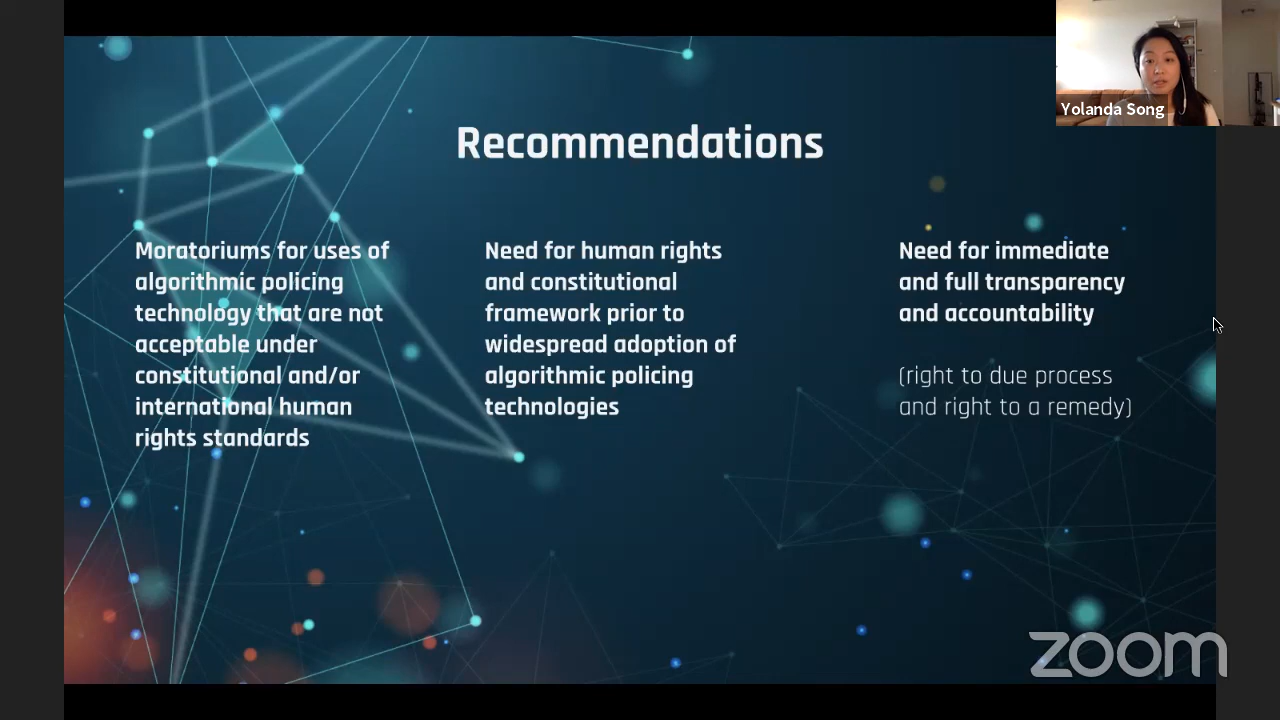 Yolanda Song
Recommendations
Moratoriums for uses of
algorithmic policing
technology that are not
acceptable under
constitutional and/or
international human
rights standards
Need for human rights
and constitutional
framework prior to
widespread adoption of
algorithmic policing
technologies
Need for immediate
and full transparency
and accountability
(right to due process
and right to a remedy)
zoom